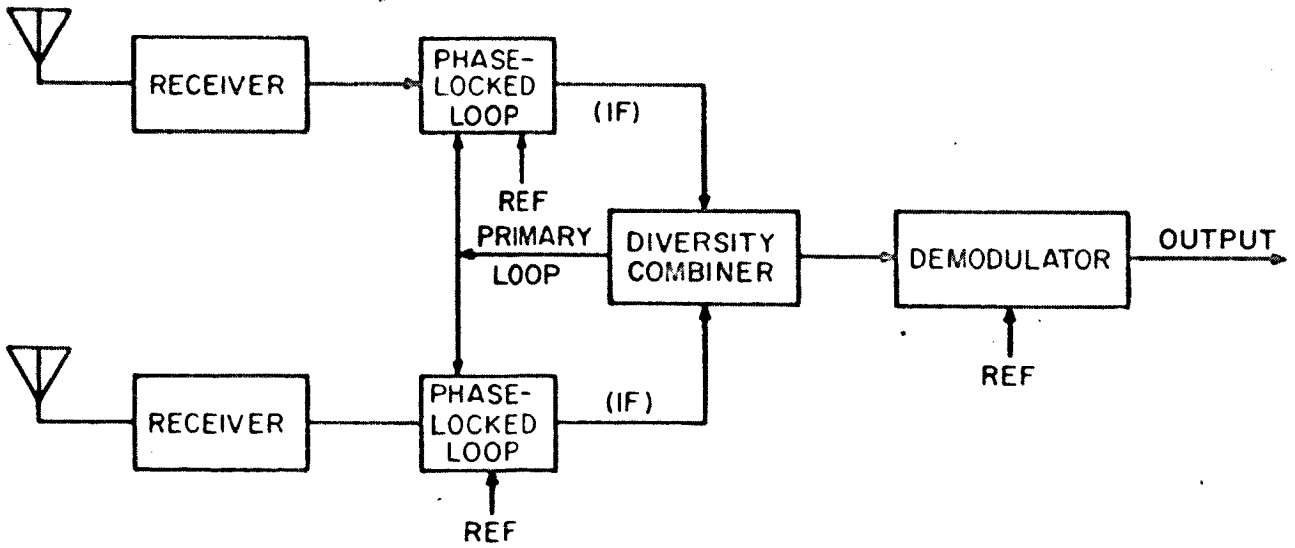 RECEIVER
PHASE-
LOCKED
LOOP
(IF)
REF
PRIMARY
LOOP
DIVERSITY
COMBINER
DEMODULATOR
OUTPUT
REF
RECEIVER
PHASE-
LOCKED
LOOP
(IF)
REF